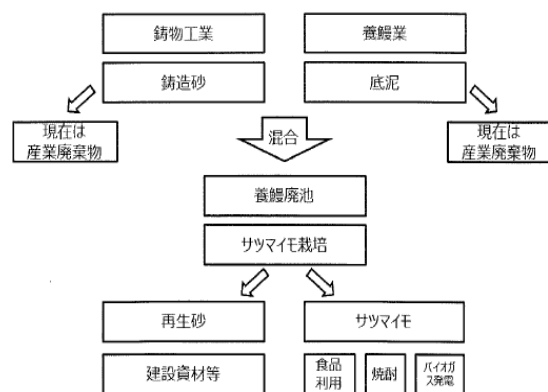 鋳物工業
養鰻業
鋳造砂
底泥
現在は
産業廃棄物
混合
現在は
産業廃棄物
養鰻廃池
サツマイモ栽培
再生砂
サツマイモ
建設資材等
食品
利用
焼酎
バイオガ
ス発電